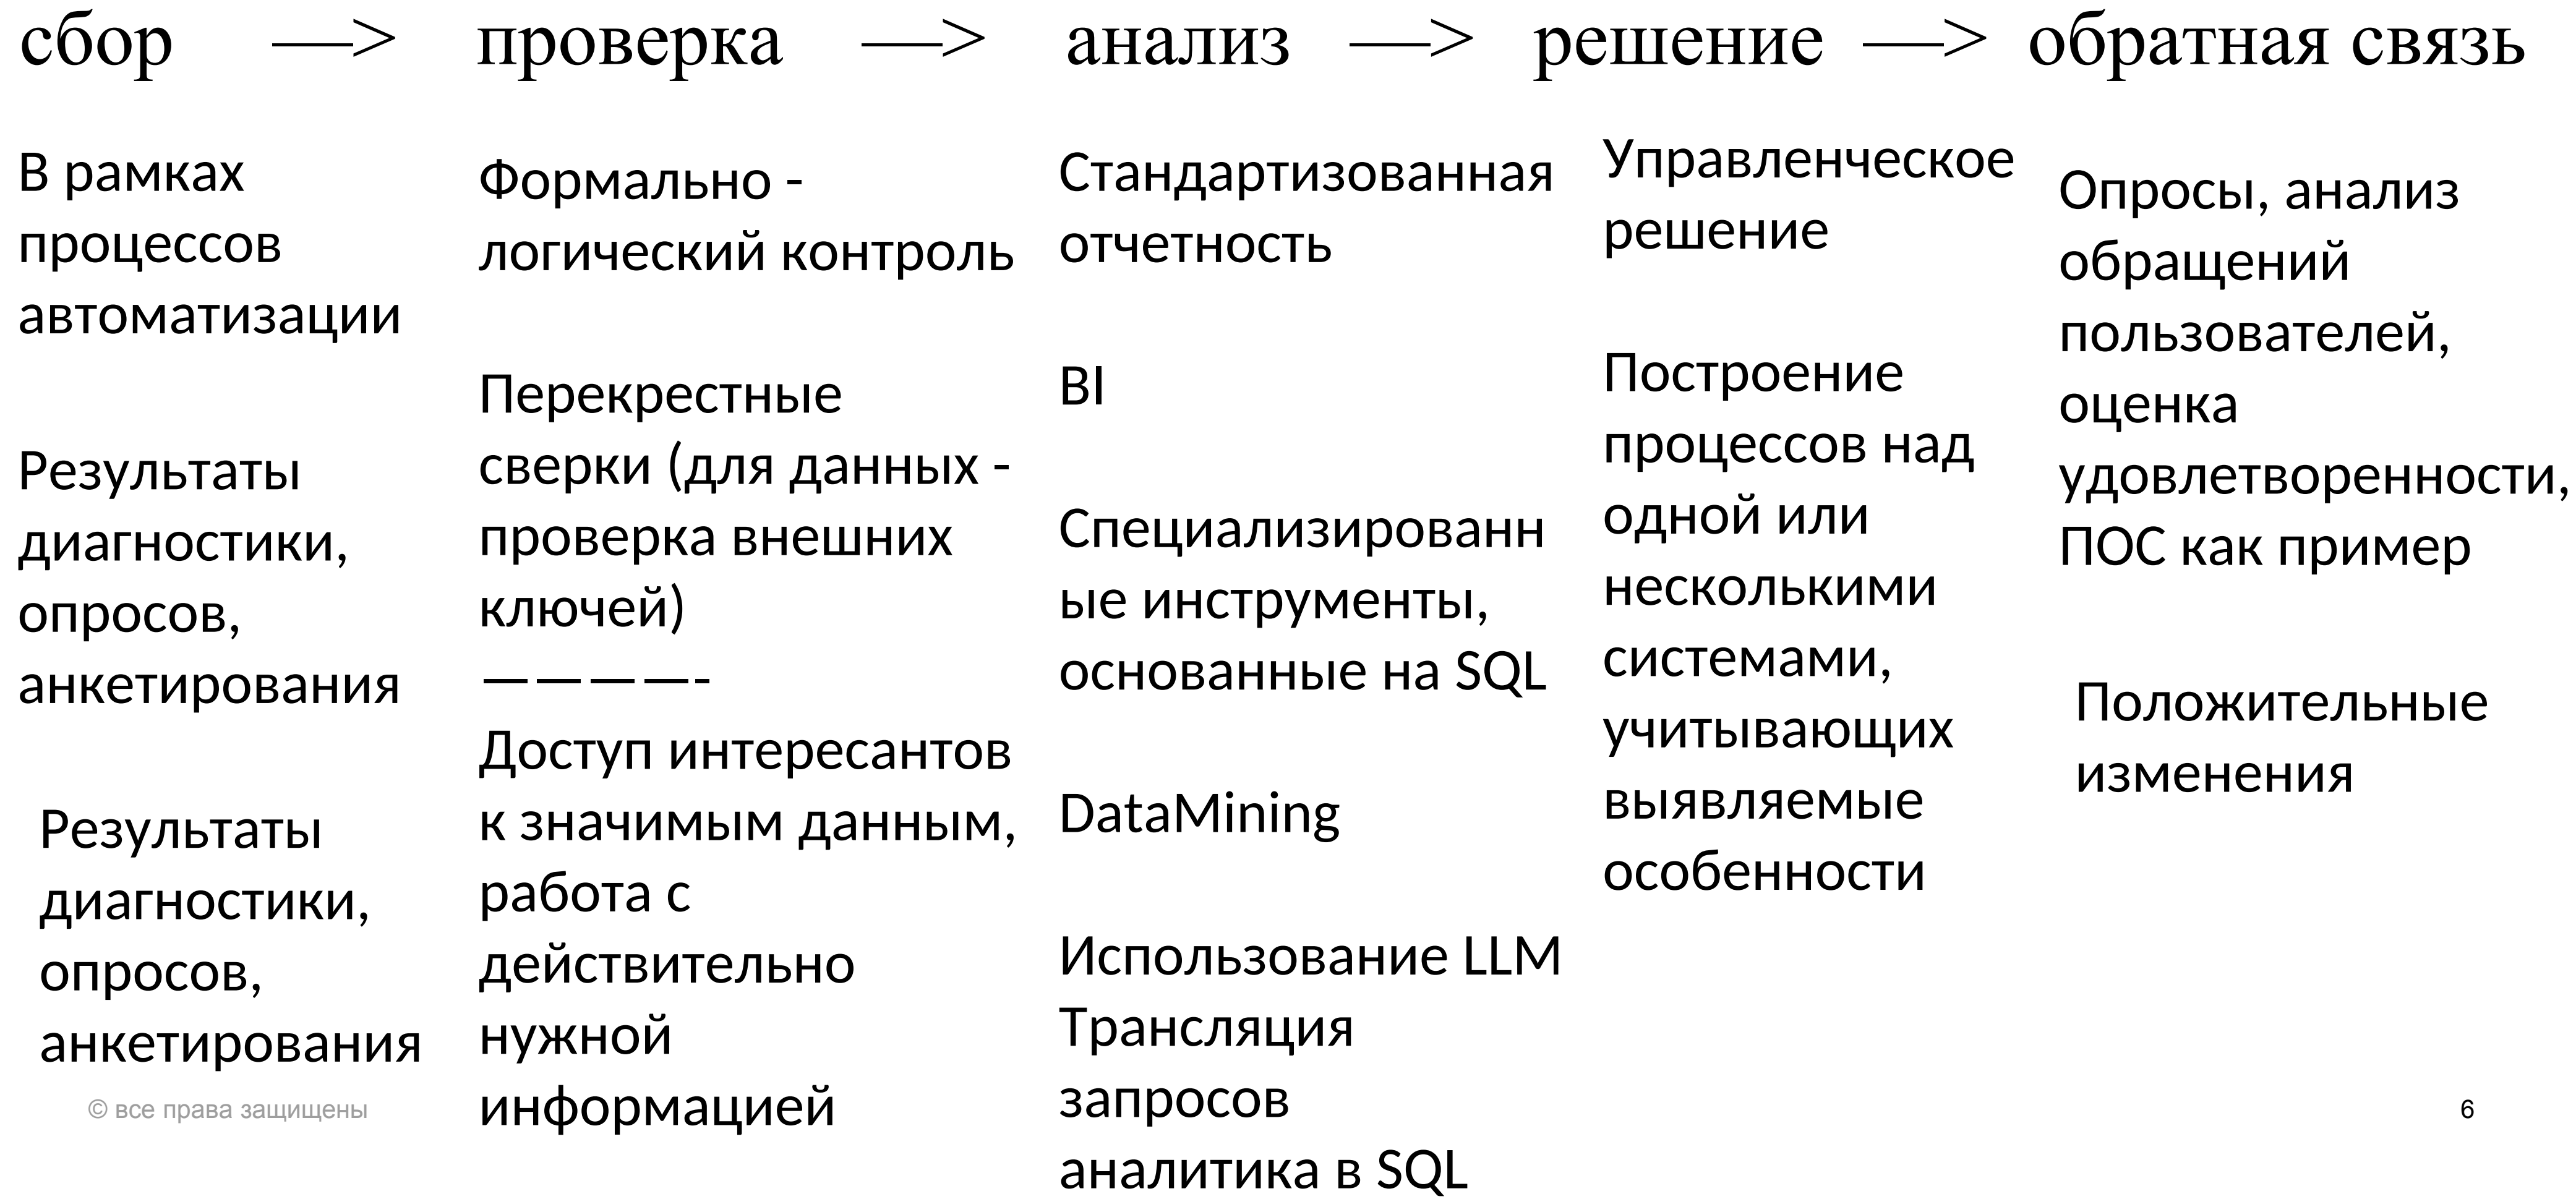 сбор —> проверка —> анализ —> решение —> обратная связь
В рамках
процессов
автоматизации
Результаты
диагностики,
опросов,
анкетирования
Результаты
диагностики,
опросов,
анкетирования
Формально -
логический контроль
Перекрестные
сверки (для данных -
проверка внешних
ключей)
————-
Доступ интересантов
к значимым данным,
работа с
действительно
нужной
информацией
Стандартизованная
отчетность
BI
Специализированн
ые инструменты,
основанные на SQL
DataMining
Использование LLM
Трансляция
запросов
аналитика в SQL
Управленческое
решение
Построение
процессов над
одной или
несколькими
системами,
учитывающих
выявляемые
особенности
Опросы, анализ
обращений
пользователей,
оценка
удовлетворенности,
ПОС как пример
Положительные
изменения
© все права защищены
6